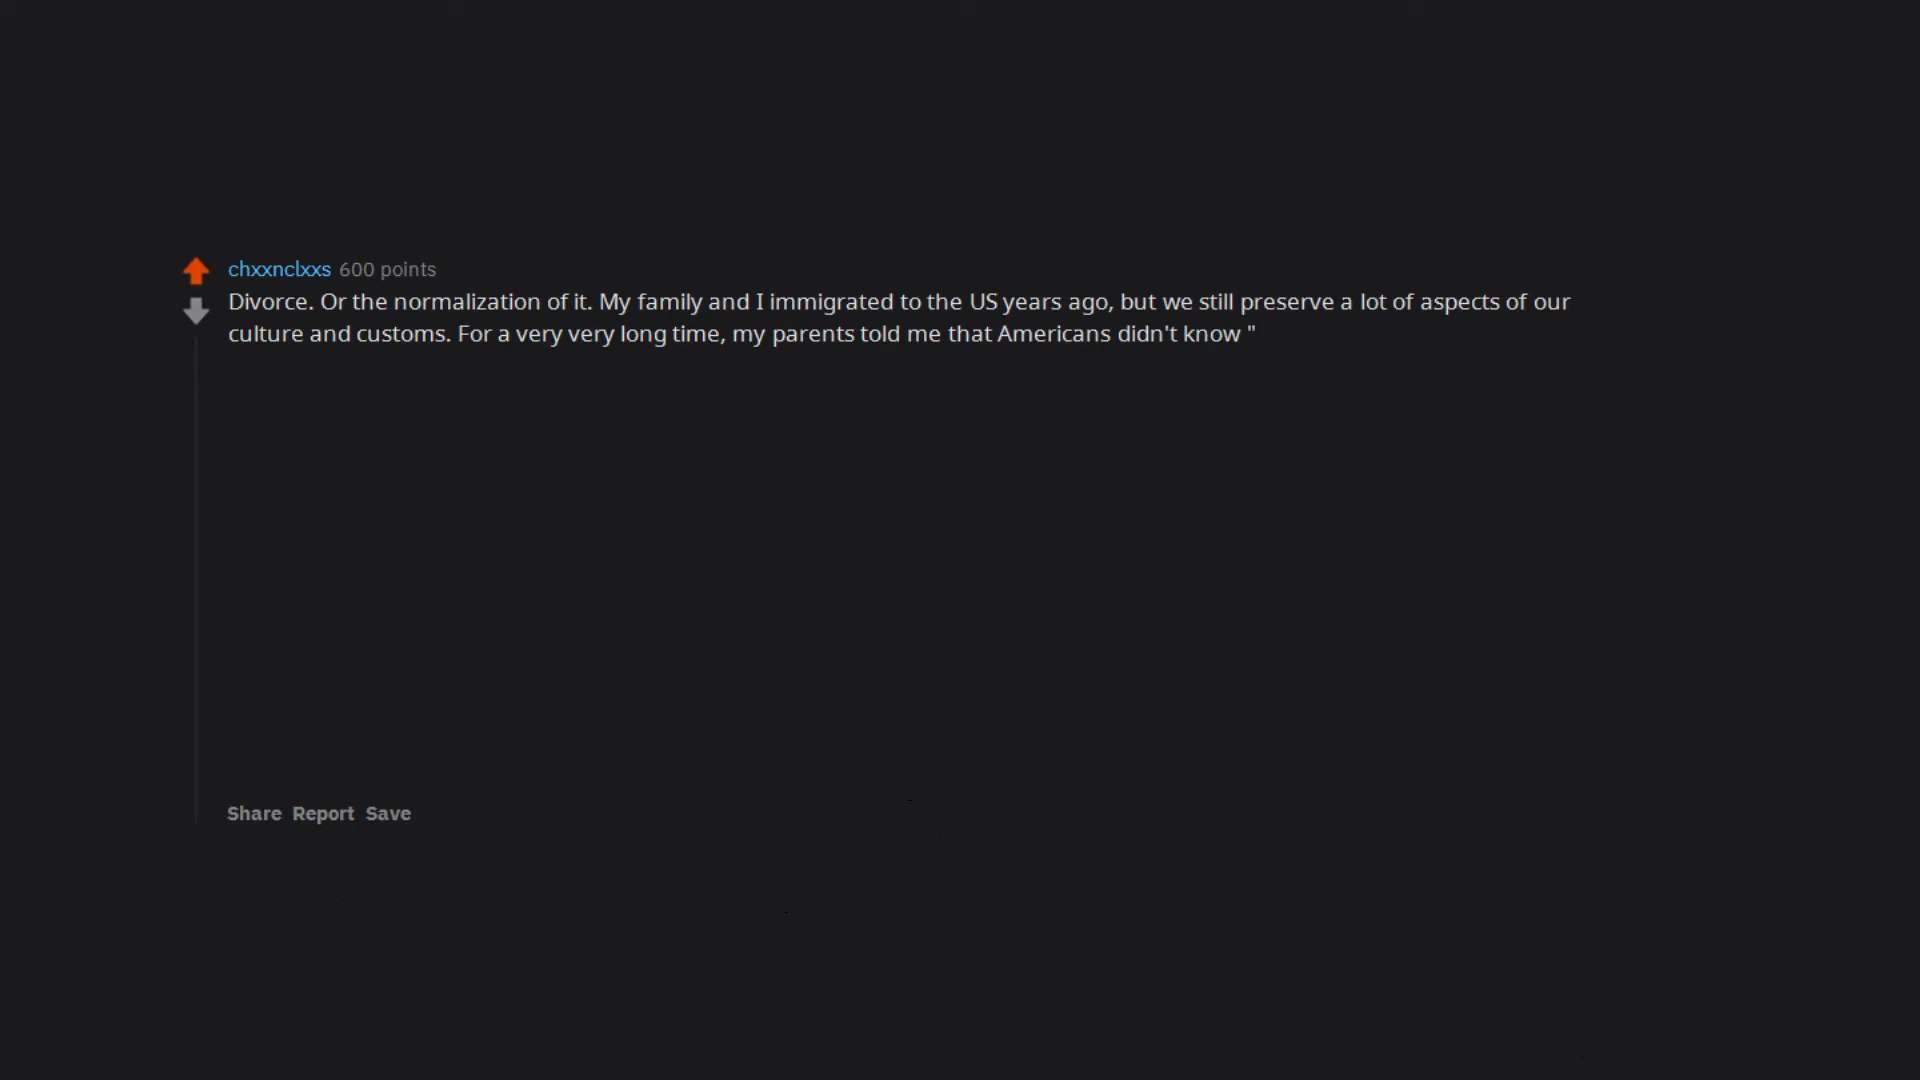 chxxnclxxs 600 points
Divorce. Or the normalization of it. My family and I immigrated to the US years ago, but we still preserve a lot of aspects of our
culture and customs. For a very very long time, my parents told me that Americans didn't know "
Share Report Save